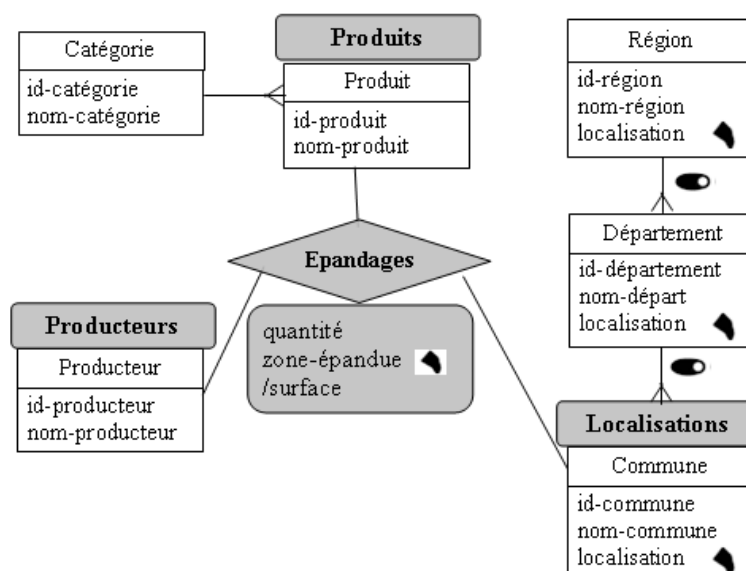 Catégorie
id-catégorie
nom-catégorie
Produits
Produit
id-produit
nom-produit
Région
id-région
nom-région
localisation
Département
id-département
nom-départ
localisation
Epandages
quantité
zone-épandue
/surface
Producteurs
Producteur
id-producteur
nom-producteur
Localisations
Commune
id-commune
nom-commune
localisation